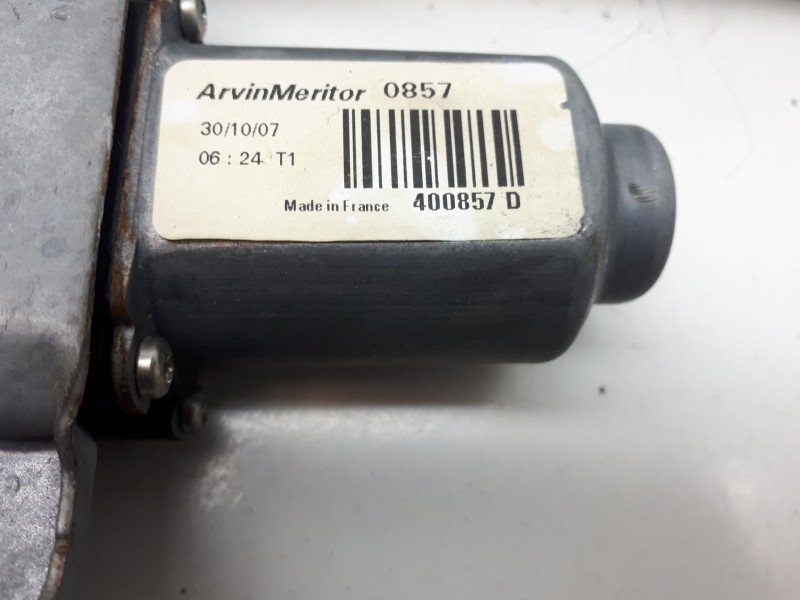 ArvinMeritor 0857
30/10/07
06 : 24 T1
Made in France 400857 D